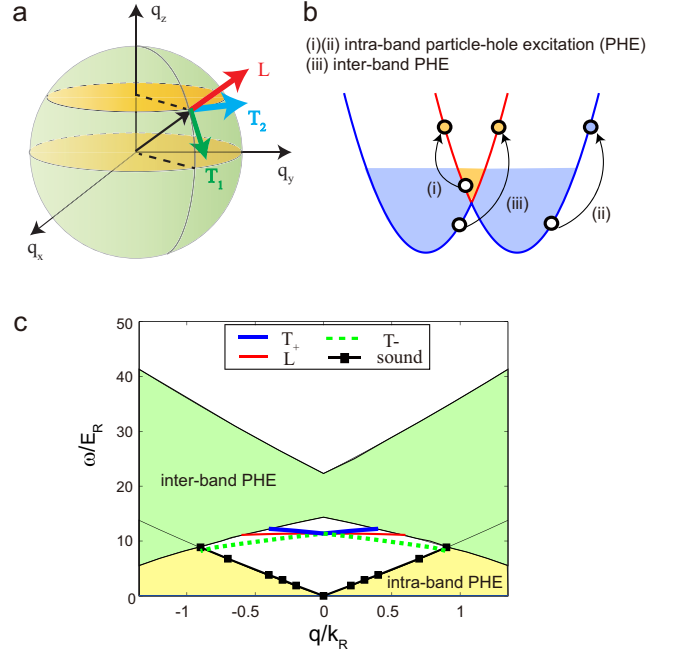 a
q_z
L
T_2
T_1
q_y
q_x
b
(i)(ii) intra-band particle-hole excitation (PHE)
(iii) inter-band PHE
(i)
(iii)
(ii)
c
50
40
30
20
10
0
ω/E_R
T_+
T-
L
sound
inter-band PHE
intra-band PHE
-1
-0.5
0
0.5
1
q/k_R